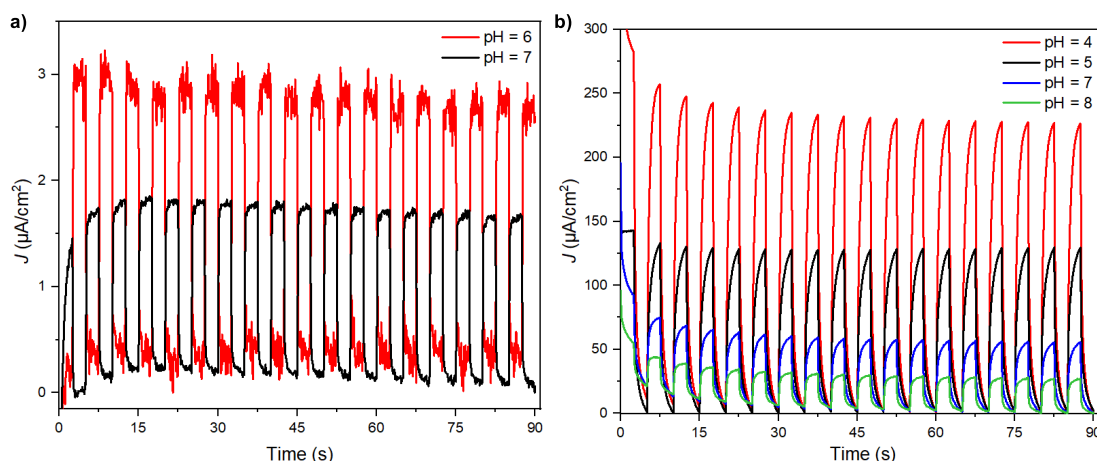 a)
J (µA/cm²)
3
2
1
0
pH = 6
pH = 7
0 15 30 45 60 75 90
Time (s)
b)
J (µA/cm²)
300
250
200
150
100
50
0
pH = 4
pH = 5
pH = 7
pH = 8
0 15 30 45 60 75 90
Time (s)